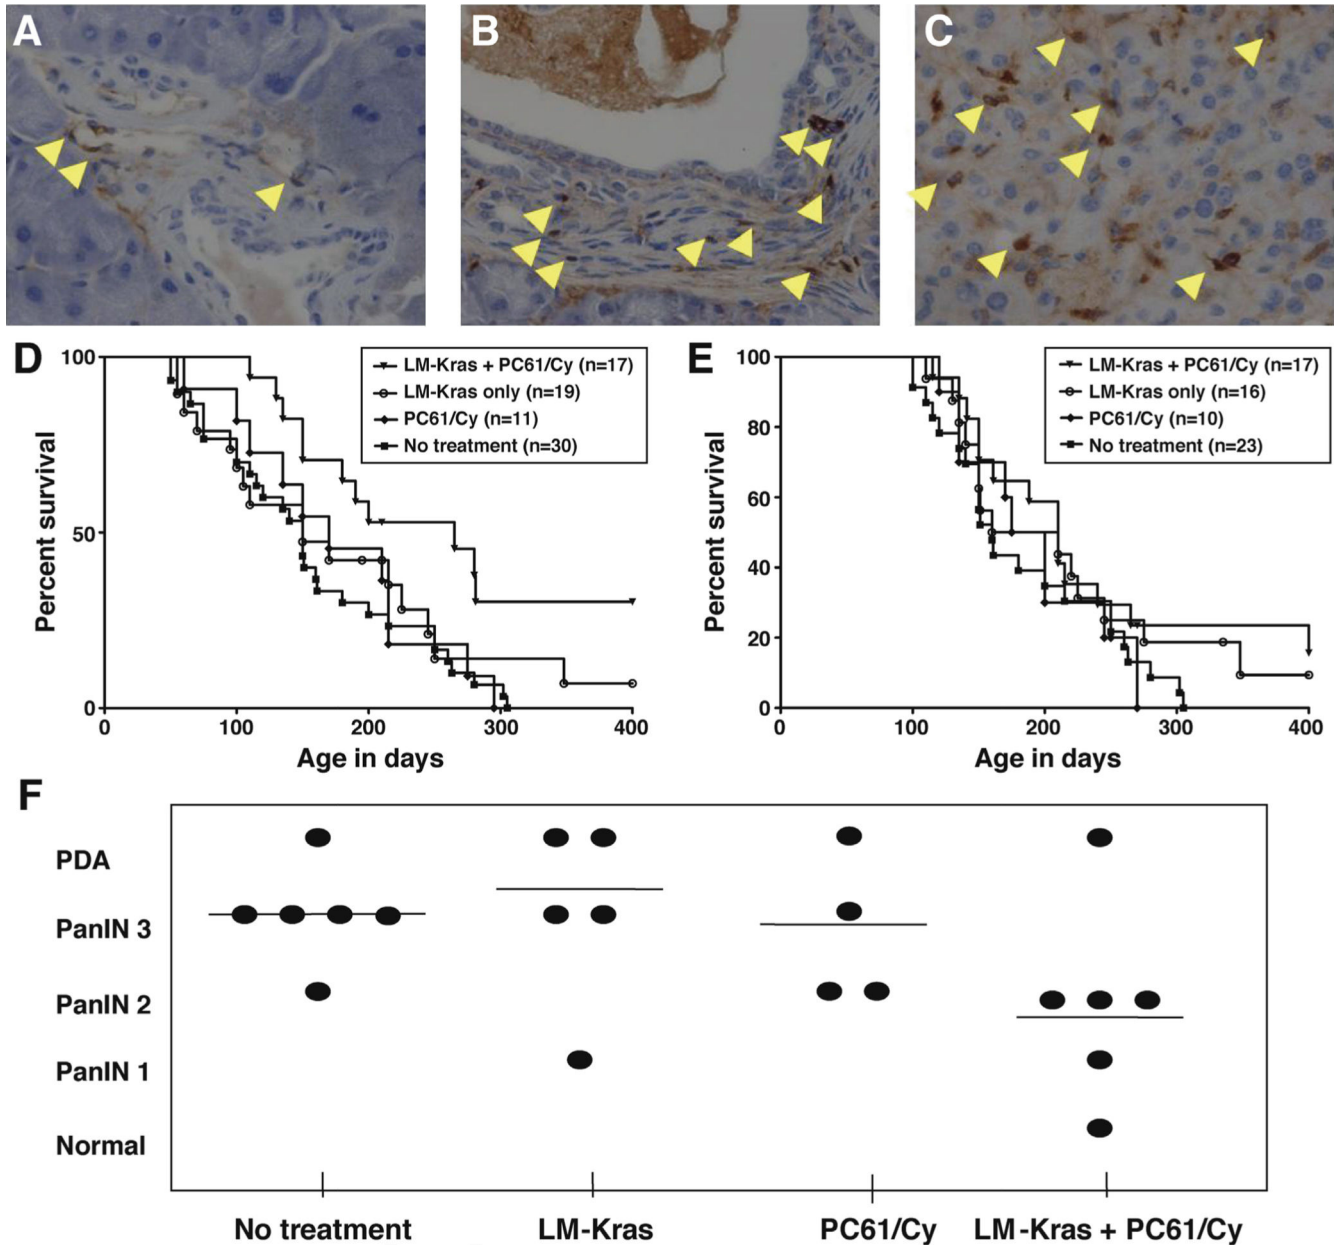 A
B
C
D
LM-Kras + PC61/Cy (n=17)
LM-Kras only (n=19)
PC61/Cy (n=11)
No treatment (n=30)
Percent survival
100
50
0
0 100 200 300 400
Age in days
E
LM-Kras + PC61/Cy (n=17)
LM-Kras only (n=16)
PC61/Cy (n=10)
No treatment (n=23)
Percent survival
100
80
60
40
20
0
0 100 200 300 400
Age in days
F
PDA
PanIN 3
PanIN 2
PanIN 1
Normal
No treatment LM-Kras PC61/Cy LM-Kras + PC61/Cy